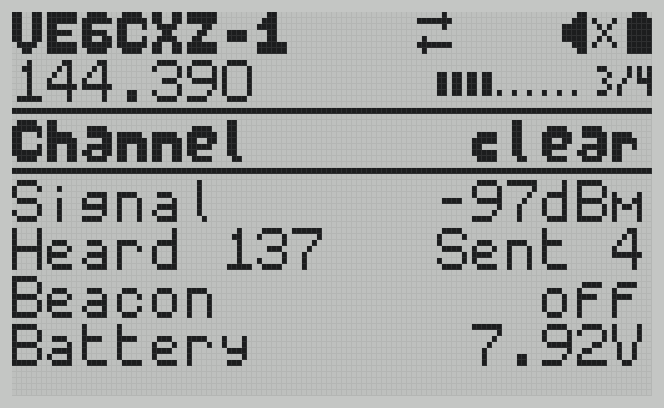 VE6CXZ-1
144.390 3/4
Channel clear
Signal -97dBm
Heard 137 Sent 4
Beacon off
Battery 7.92V